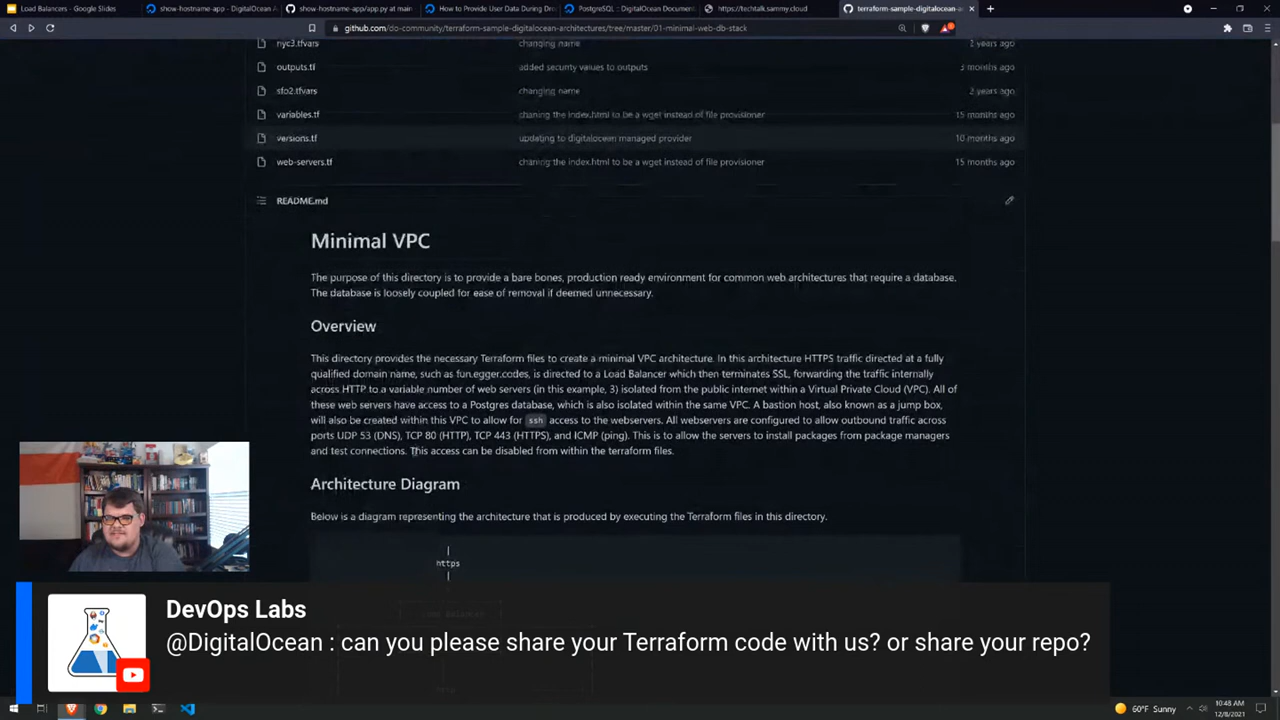 Load Balancers - Google Slides
show-hostname-app - DigitalOcean A
show-hostname-app/app.py at main
How to Provide User Data During Dro
PostgreSQL :: DigitalOcean Document
https://techtalk.sammy.cloud
terraform-sample-digitalocean-a
github.com/do-community/terraform-sample-digitalocean-architectures/tree/master/01-minimal-web-db-stack
nyc3.tfvars changing name 2 years ago
outputs.tf added security values to outputs 3 months ago
sfo2.tfvars changing name 2 years ago
variables.tf chaning the index.html to be a wget instead of file provisioner 15 months ago
versions.tf updating to digitalocean managed provider 10 months ago
web-servers.tf chaning the index.html to be a wget instead of file provisioner 15 months ago
README.md
Minimal VPC
The purpose of this directory is to provide a bare bones, production ready environment for common web architectures that require a database.
The database is loosely coupled for ease of removal if deemed unnecessary.
Overview
This directory provides the necessary Terraform files to create a minimal VPC architecture. In this architecture HTTPS traffic directed at a fully
qualified domain name, such as fun.egger.codes, is directed to a Load Balancer which then terminates SSL, forwarding the traffic internally
across HTTP to a variable number of web servers (in this example, 3) isolated from the public internet within a Virtual Private Cloud (VPC). All of
these web servers have access to a Postgres database, which is also isolated within the same VPC. A bastion host, also known as a jump box,
will also be created within this VPC to allow for ssh access to the webservers. All webservers are configured to allow outbound traffic across
ports UDP 53 (DNS), TCP 80 (HTTP), TCP 443 (HTTPS), and ICMP (ping). This is to allow the servers to install packages from package managers
and test connections. This access can be disabled from within the terraform files.
Architecture Diagram
Below is a diagram representing the architecture that is produced by executing the Terraform files in this directory.
https
Load Balancer
DevOps Labs
@DigitalOcean : can you please share your Terraform code with us? or share your repo?
60°F Sunny
10:48 AM
12/8/2021